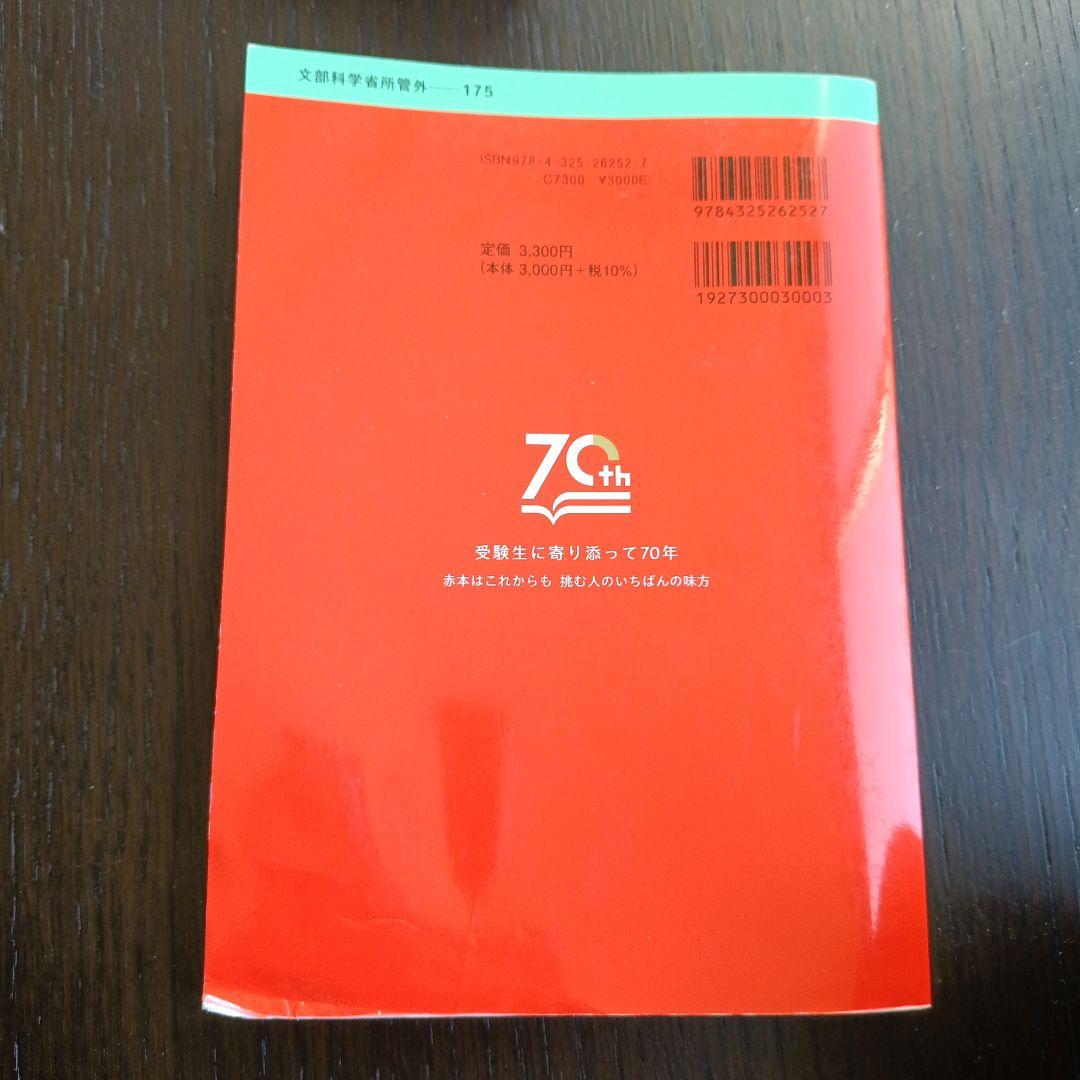 文部科学省所管外――175
ISBN978-4-325-26252-7
C7300 ¥3000E
9784325262527
定価 3,300円
(本体 3,000円+税10%)
1927300030003
70th
受験生に寄り添って70年
赤本はこれからも 挑む人のいちばんの味方